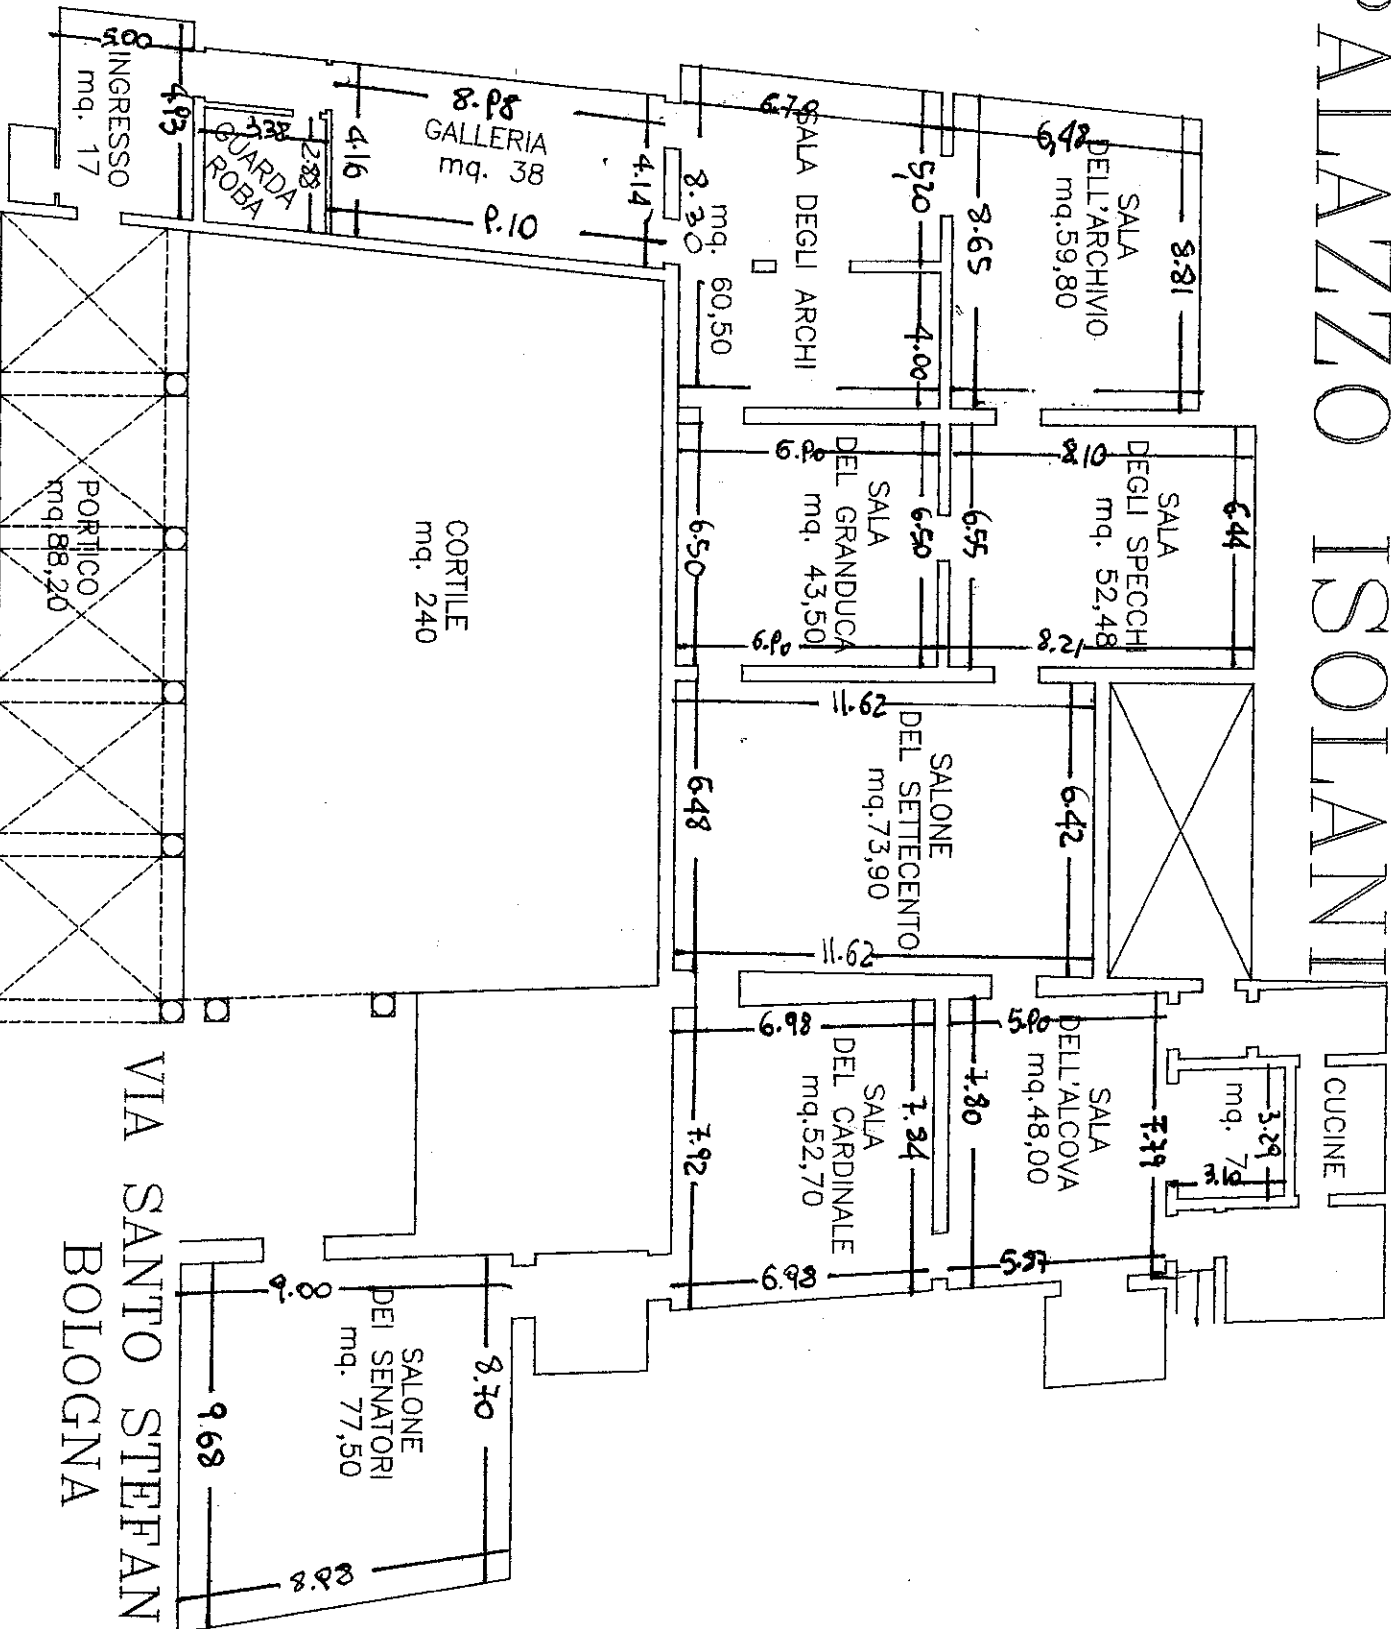 PALAZZO ISOLANI
SALA
DELL'ARCHIVIO
mq.59,80
8.81
6,48
8.65
SALA DEGLI ARCHI
mq. 60,50
6.78
5,20
4.00
8.30
GALLERIA
mq. 38
8.98
9.10
4.16
4.14
GUARDA
ROBA
3.38
2.88
INGRESSO
mq. 17
5.00
4.93
SALA
DEGLI SPECCHI
mq. 52,48
6.44
8.10
8.21
6.55
SALA
DEL GRANDUCA
mq. 43,50
6.90
6.50
6.50
6.90
CORTILE
mq. 240
PORTICO
mq 88,20
SALONE
DEL SETTECENTO
mq.73,90
11.62
6.42
6.48
11.62
CUCINE
mq. 7
3.29
3.10
SALA
DELL'ALCOVA
mq.48,00
5.90
7.79
7.80
5.97
SALA
DEL CARDINALE
mq.52,70
6.98
7.84
7.92
6.98
SALONE
DEI SENATORI
mq. 77,50
9.00
8.70
9.68
8.98
VIA SANTO STEFAN
BOLOGNA